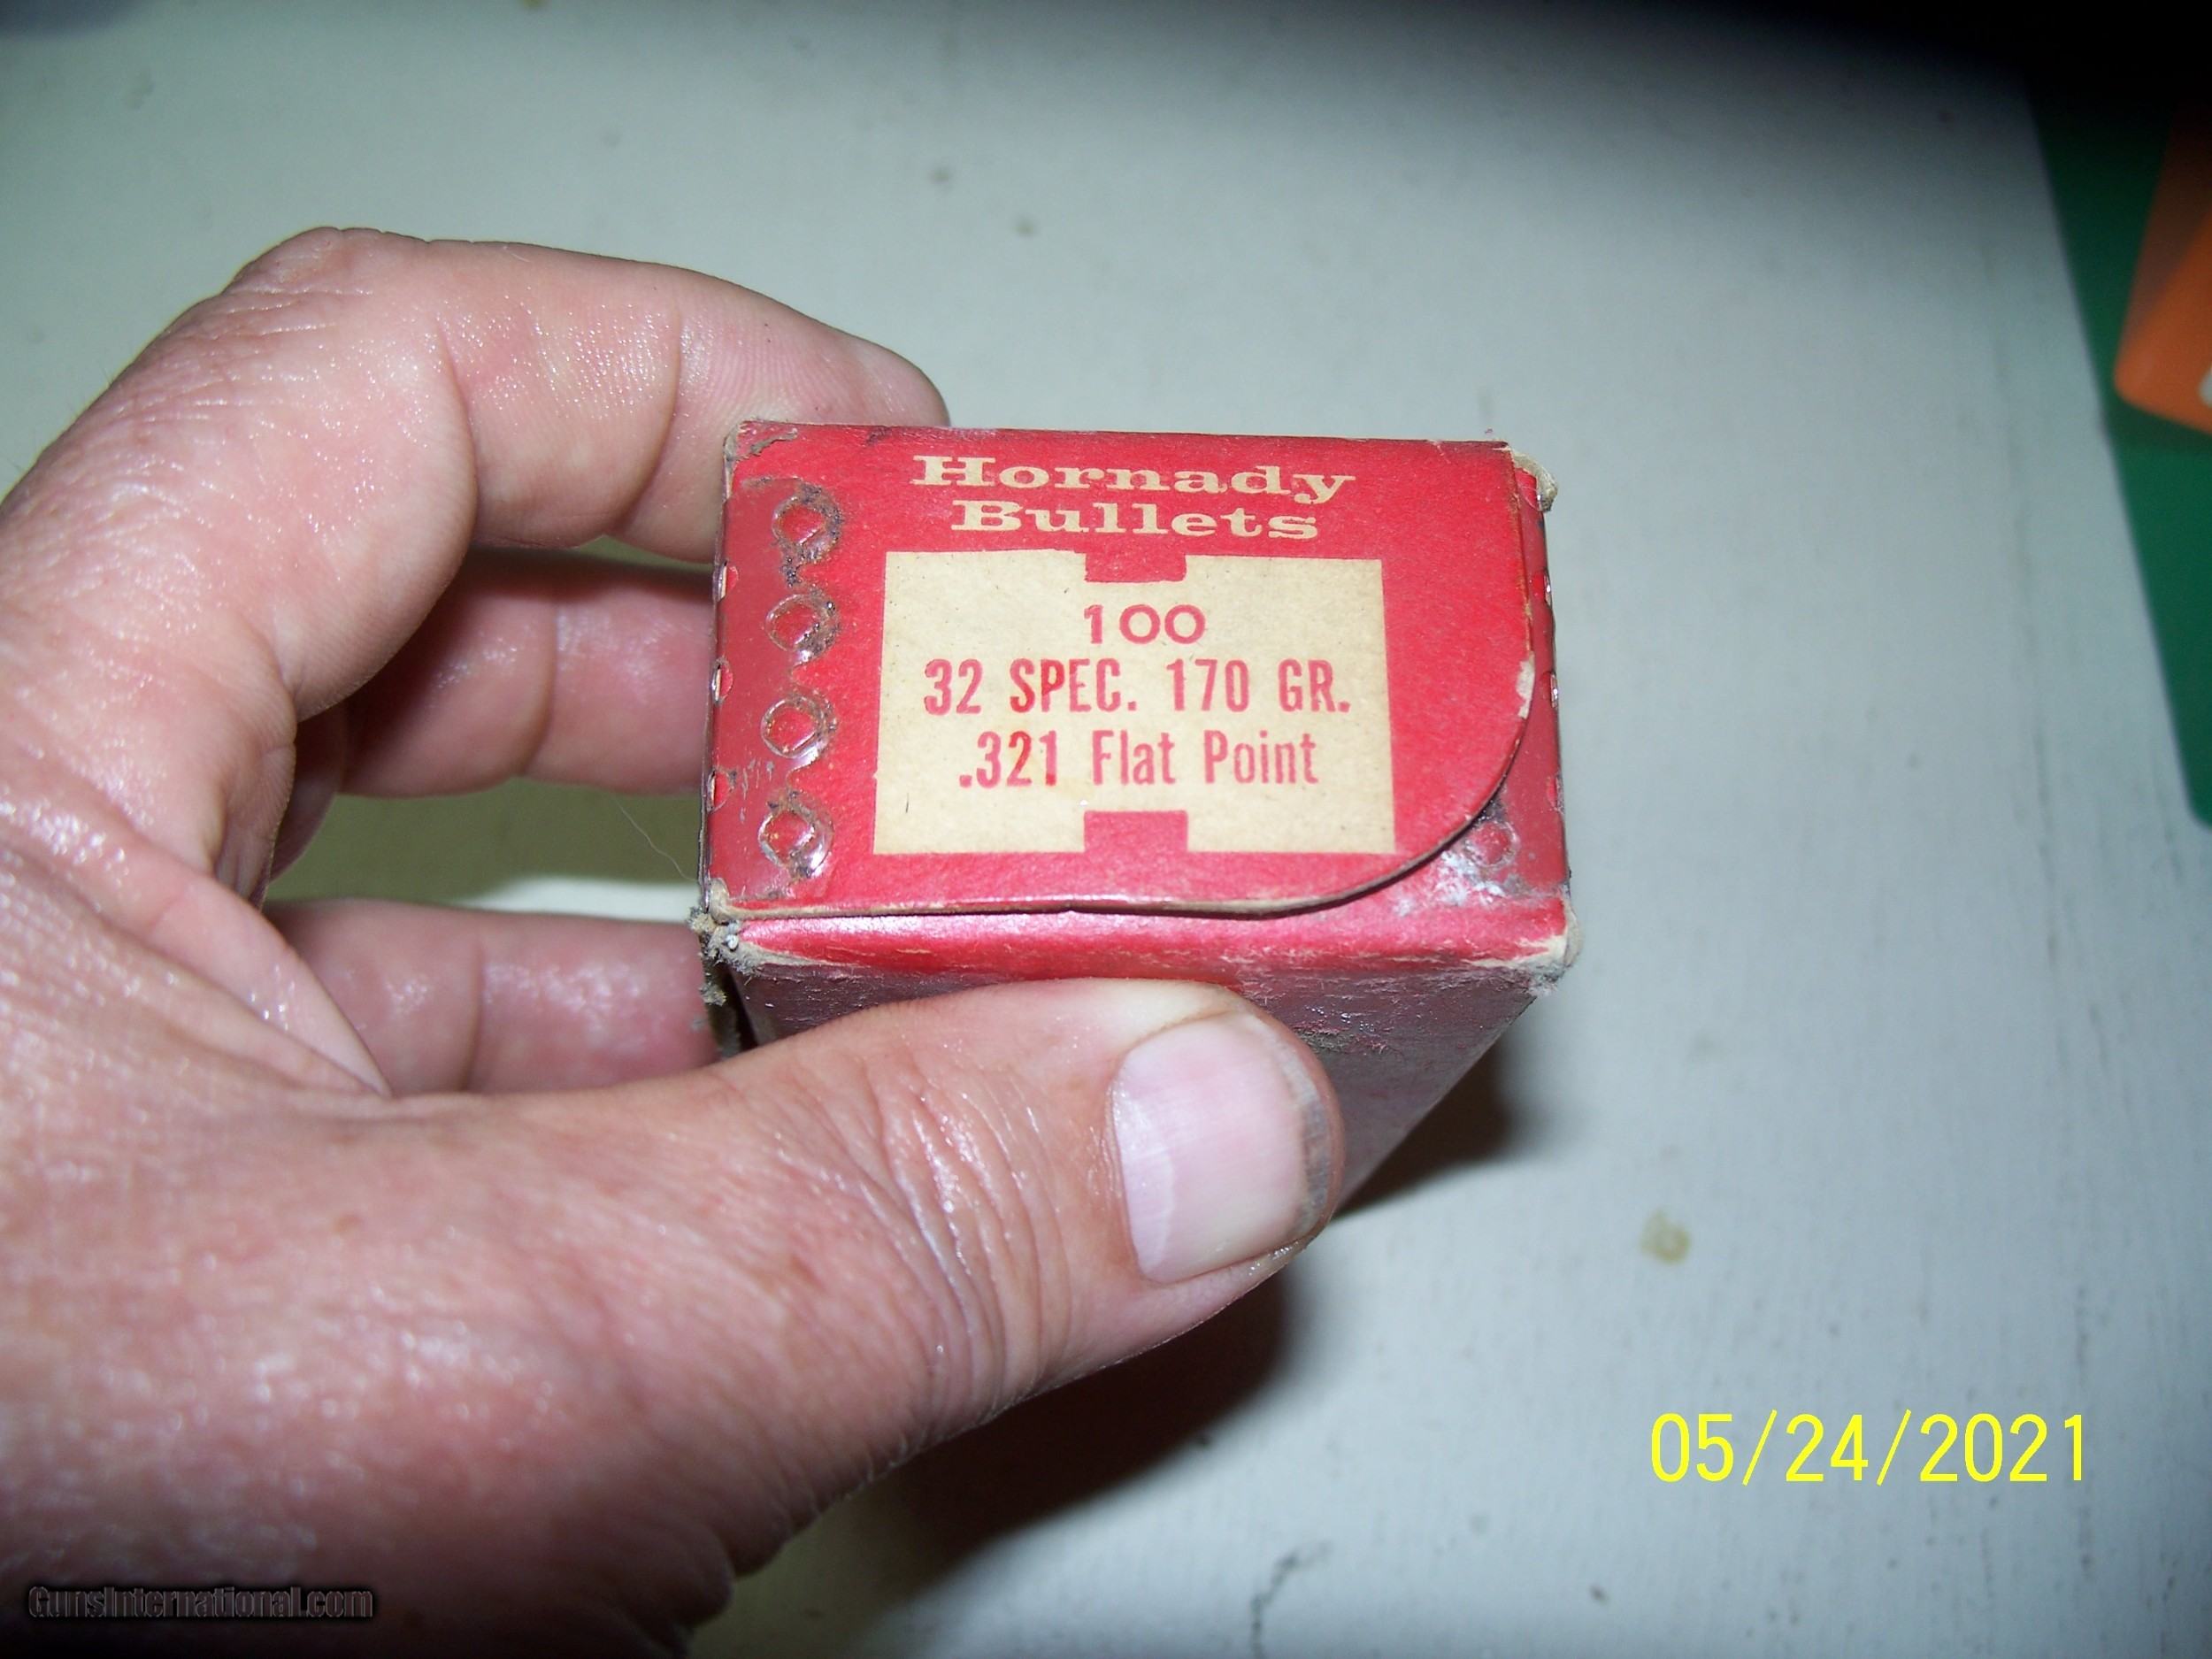 Hornady
Bullets
100
32 SPEC. 170 GR.
.321 Flat Point
05/24/2021
GunsInternational.com